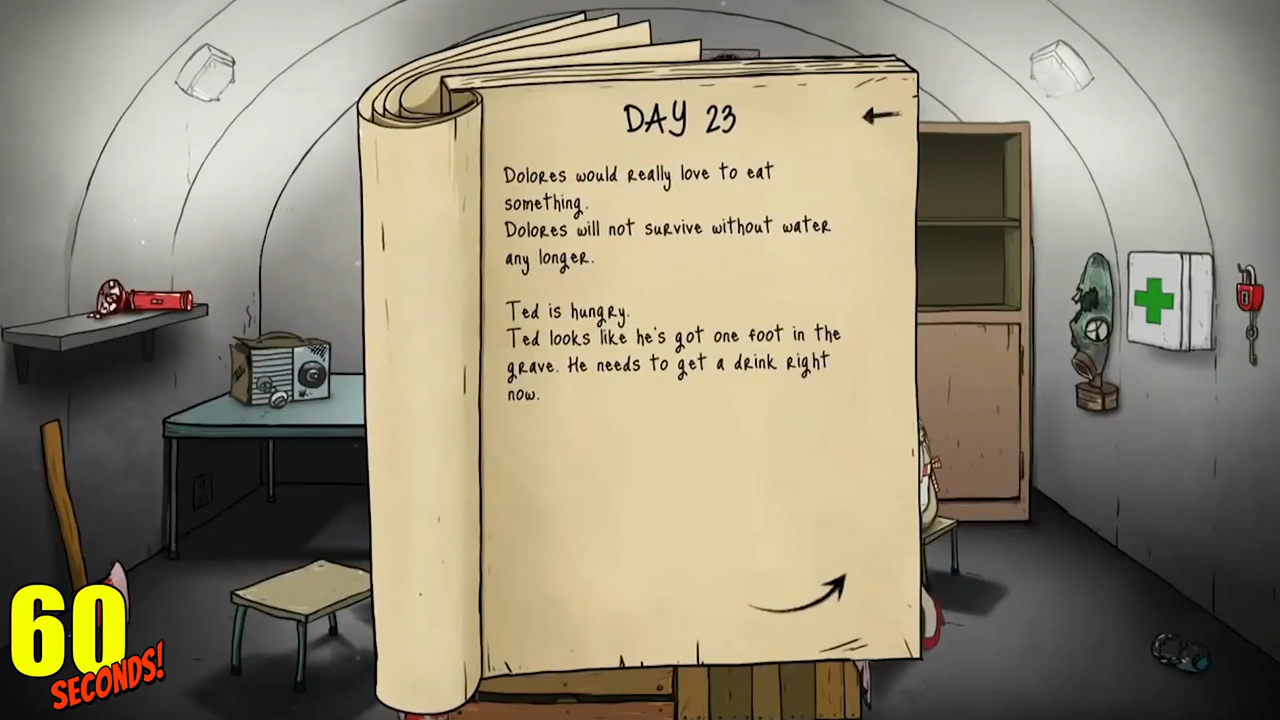 DAY 23
Dolores would really love to eat
something.
Dolores will not survive without water
any longer.
Ted is hungry.
Ted looks like he's got one foot in the
grave. He needs to get a drink right
now.
60
SECONDS!